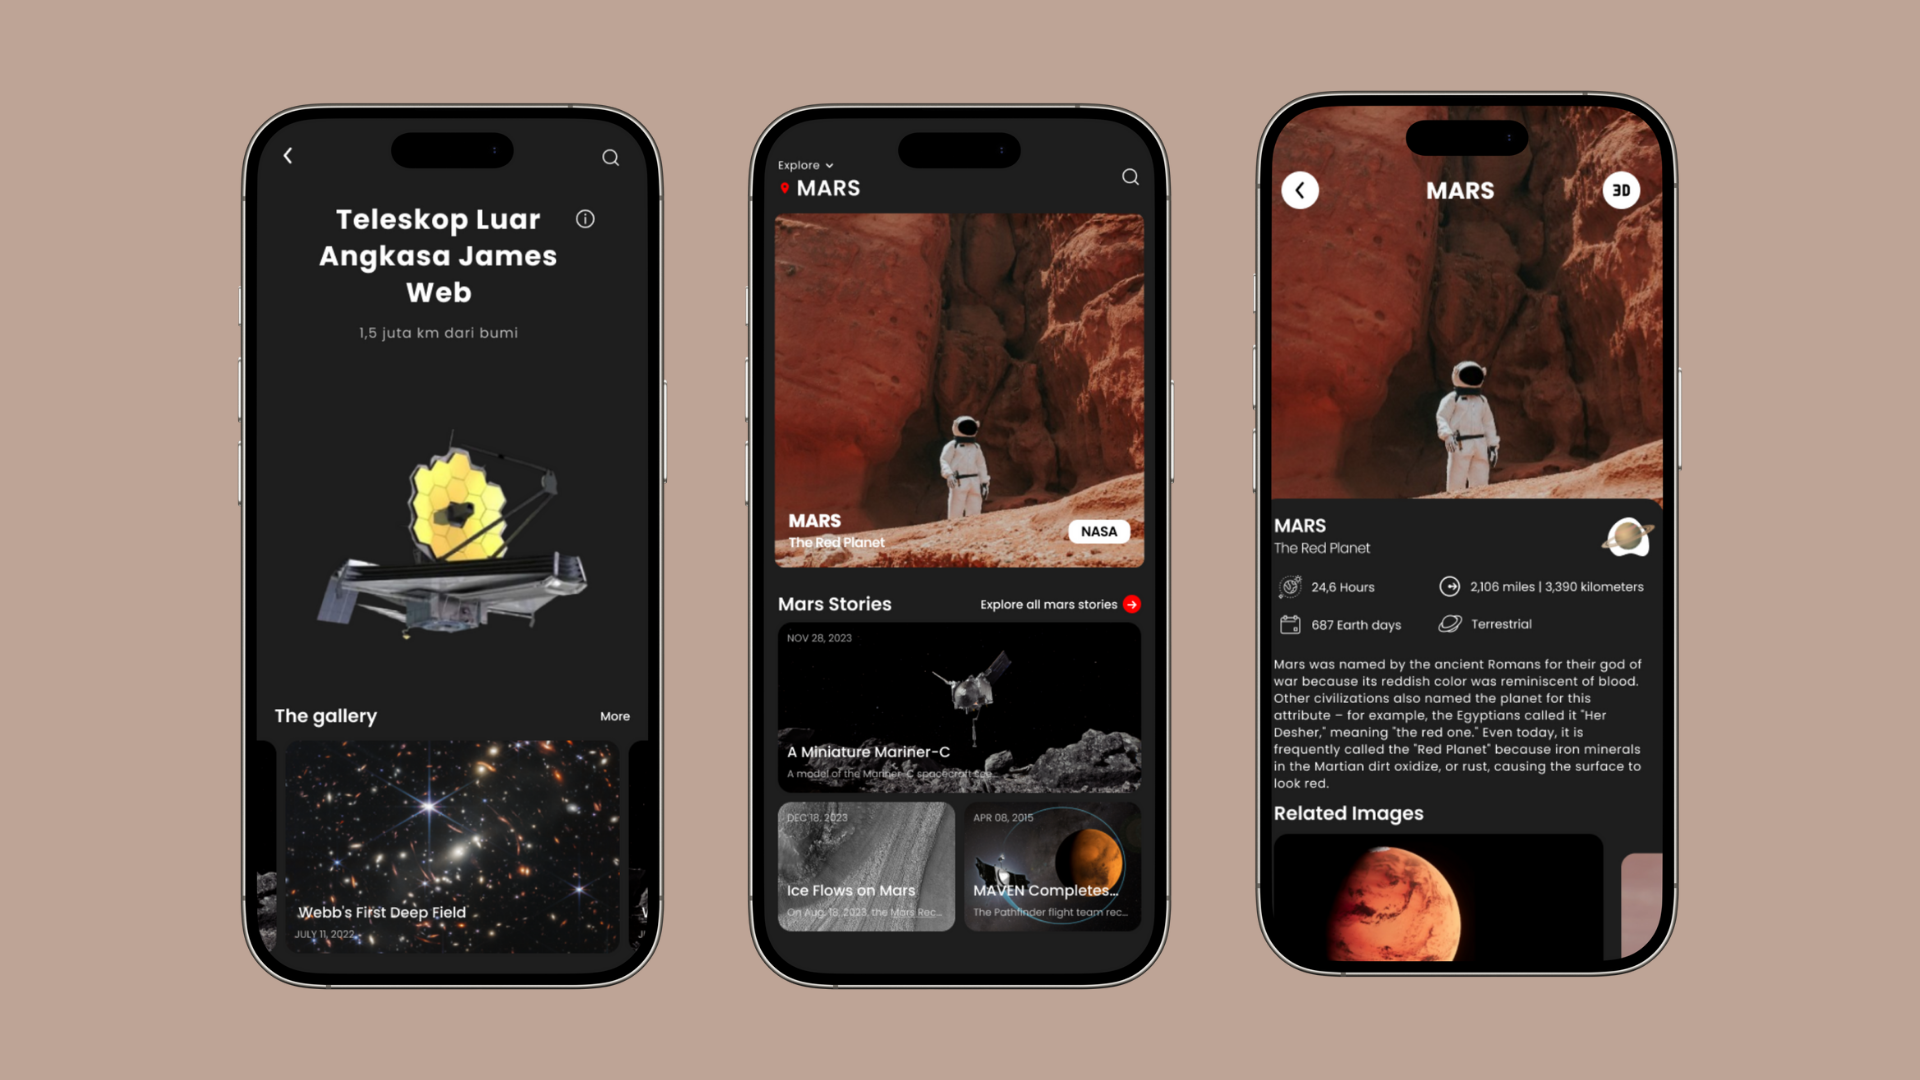 Teleskop Luar
Angkasa James
Web
1,5 juta km dari bumi
The gallery
More
Webb's First Deep Field
JULY 11, 2022
Explore
MARS
MARS
The Red Planet
NASA
Mars Stories
Explore all mars stories
NOV 28, 2023
A Miniature Mariner-C
A model of the Mariner-C spacecraft see...
DEC 18, 2023
Ice Flows on Mars
On Aug. 18, 2023, the Mars Rec...
APR 08, 2015
MAVEN Completes...
The Pathfinder flight team rec...
MARS
3D
MARS
The Red Planet
24,6 Hours
2,106 miles | 3,390 kilometers
687 Earth days
Terrestrial
Mars was named by the ancient Romans for their god of
war because its reddish color was reminiscent of blood.
Other civilizations also named the planet for this
attribute – for example, the Egyptians called it "Her
Desher," meaning "the red one." Even today, it is
frequently called the "Red Planet" because iron minerals
in the Martian dirt oxidize, or rust, causing the surface to
look red.
Related Images